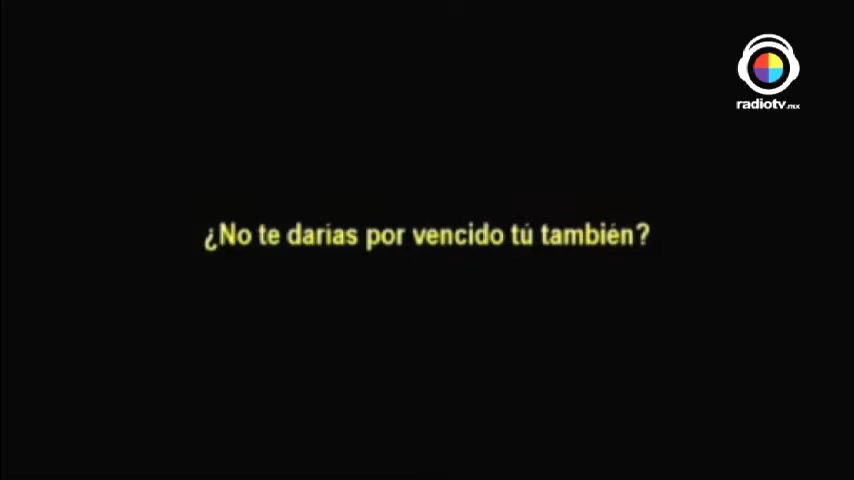 radiotv.mx
¿No te darías por vencido tú también?